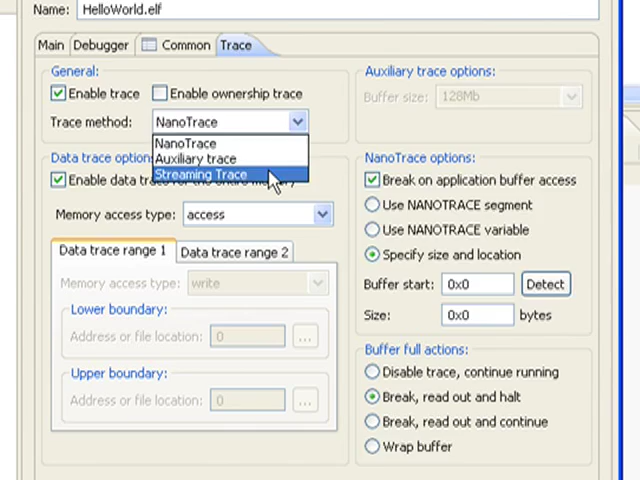 Name: HelloWorld.elf
Main Debugger Common Trace
General:
Enable trace Enable ownership trace
Trace method: NanoTrace
NanoTrace
Auxiliary trace
Streaming Trace
Data trace
Enable data
Memory access type: access
Data trace range 1 Data trace range 2
Memory access type: write
Lower boundary:
Address or file location: 0 ...
Upper boundary:
Address or file location: 0 ...
Auxiliary trace options:
Buffer size: 128Mb
NanoTrace options:
Break on application buffer access
Use NANOTRACE segment
Use NANOTRACE variable
Specify size and location
Buffer start: 0x0 Detect
Size: 0x0 bytes
Buffer full actions:
Disable trace, continue running
Break, read out and halt
Break, read out and continue
Wrap buffer